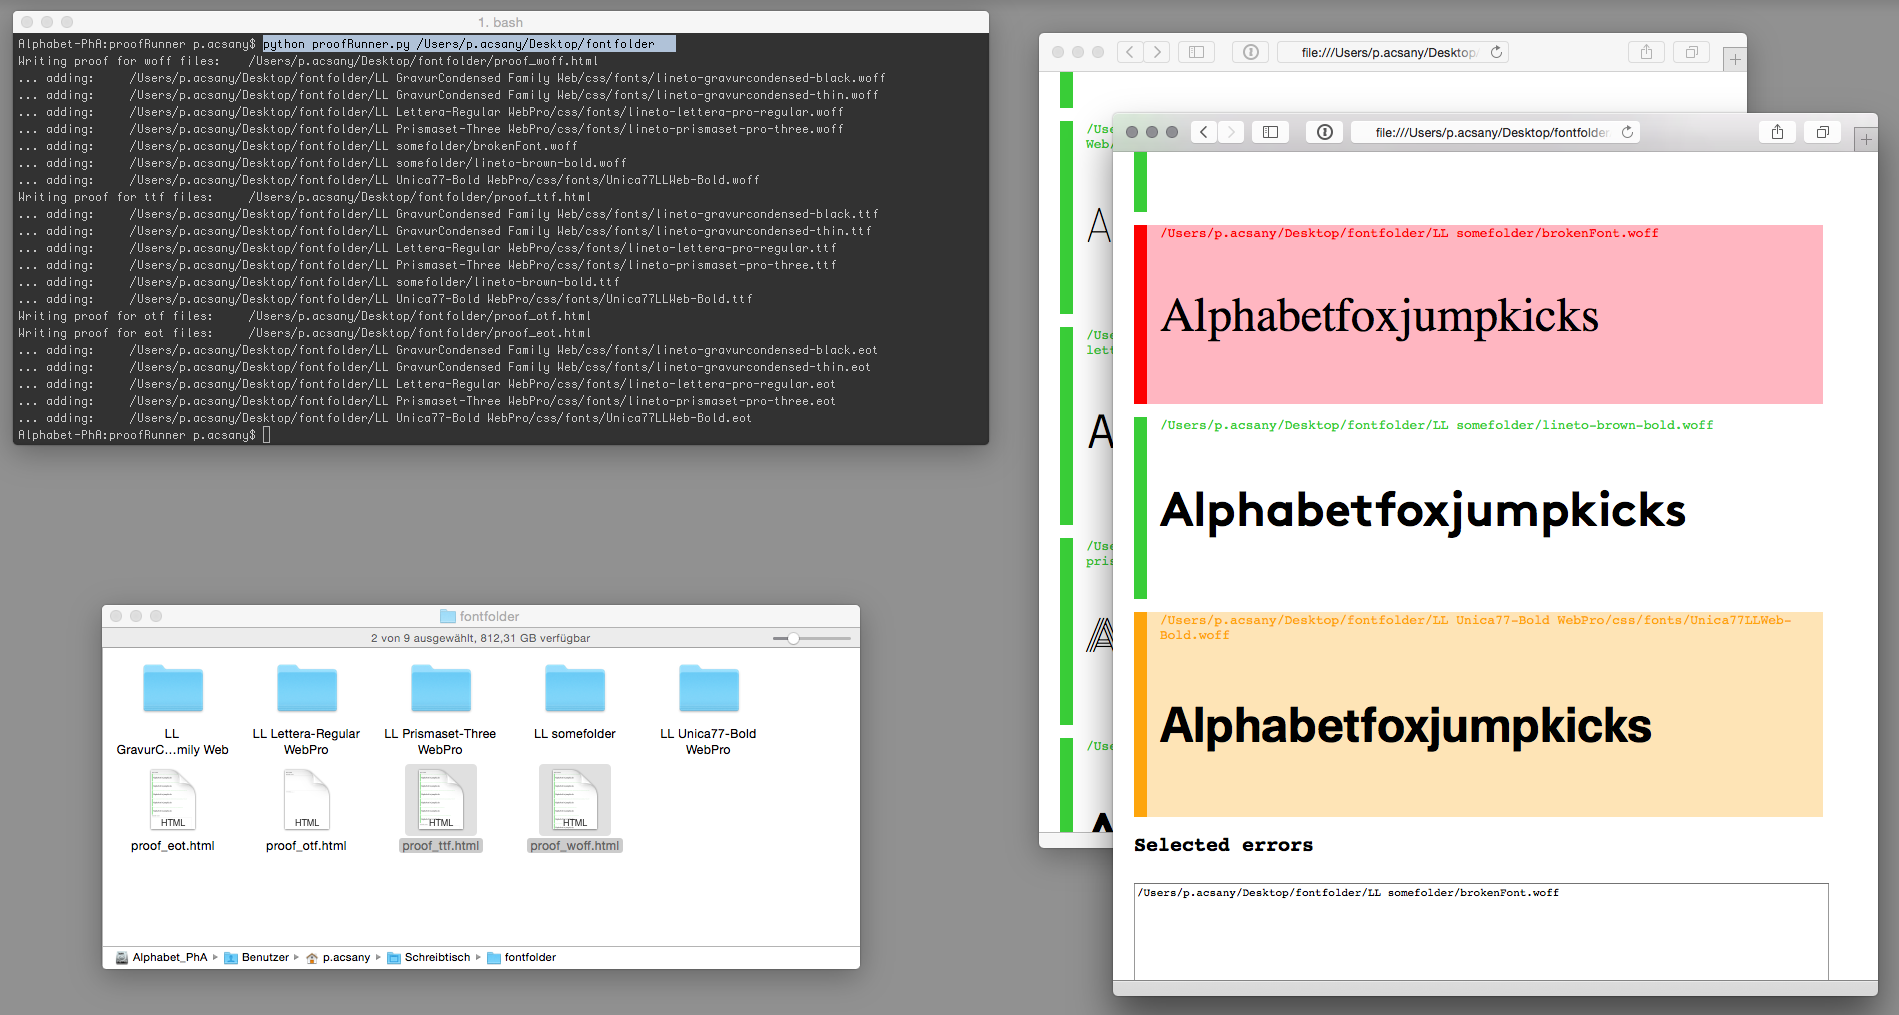 1. bash
Alphabet-PhA:proofRunner p.acsany$ python proofRunner.py /Users/p.acsany/Desktop/fontfolder
Writing proof for woff files: /Users/p.acsany/Desktop/fontfolder/proof_woff.html
... adding: /Users/p.acsany/Desktop/fontfolder/LL GravurCondensed Family Web/css/fonts/lineto-gravurcondensed-black.woff
... adding: /Users/p.acsany/Desktop/fontfolder/LL GravurCondensed Family Web/css/fonts/lineto-gravurcondensed-thin.woff
... adding: /Users/p.acsany/Desktop/fontfolder/LL Lettera-Regular WebPro/css/fonts/lineto-lettera-pro-regular.woff
... adding: /Users/p.acsany/Desktop/fontfolder/LL Prismaset-Three WebPro/css/fonts/lineto-prismaset-pro-three.woff
... adding: /Users/p.acsany/Desktop/fontfolder/LL somefolder/brokenFont.woff
... adding: /Users/p.acsany/Desktop/fontfolder/LL somefolder/lineto-brown-bold.woff
... adding: /Users/p.acsany/Desktop/fontfolder/LL Unica77-Bold WebPro/css/fonts/Unica77LLWeb-Bold.woff
Writing proof for ttf files: /Users/p.acsany/Desktop/fontfolder/proof_ttf.html
... adding: /Users/p.acsany/Desktop/fontfolder/LL GravurCondensed Family Web/css/fonts/lineto-gravurcondensed-black.ttf
... adding: /Users/p.acsany/Desktop/fontfolder/LL GravurCondensed Family Web/css/fonts/lineto-gravurcondensed-thin.ttf
... adding: /Users/p.acsany/Desktop/fontfolder/LL Lettera-Regular WebPro/css/fonts/lineto-lettera-pro-regular.ttf
... adding: /Users/p.acsany/Desktop/fontfolder/LL Prismaset-Three WebPro/css/fonts/lineto-prismaset-pro-three.ttf
... adding: /Users/p.acsany/Desktop/fontfolder/LL somefolder/lineto-brown-bold.ttf
... adding: /Users/p.acsany/Desktop/fontfolder/LL Unica77-Bold WebPro/css/fonts/Unica77LLWeb-Bold.ttf
Writing proof for otf files: /Users/p.acsany/Desktop/fontfolder/proof_otf.html
Writing proof for eot files: /Users/p.acsany/Desktop/fontfolder/proof_eot.html
... adding: /Users/p.acsany/Desktop/fontfolder/LL GravurCondensed Family Web/css/fonts/lineto-gravurcondensed-black.eot
... adding: /Users/p.acsany/Desktop/fontfolder/LL GravurCondensed Family Web/css/fonts/lineto-gravurcondensed-thin.eot
... adding: /Users/p.acsany/Desktop/fontfolder/LL Lettera-Regular WebPro/css/fonts/lineto-lettera-pro-regular.eot
... adding: /Users/p.acsany/Desktop/fontfolder/LL Prismaset-Three WebPro/css/fonts/lineto-prismaset-pro-three.eot
... adding: /Users/p.acsany/Desktop/fontfolder/LL Unica77-Bold WebPro/css/fonts/Unica77LLWeb-Bold.eot
Alphabet-PhA:proofRunner p.acsany$
fontfolder
2 von 9 ausgewählt, 812,31 GB verfügbar
LL GravurC...mily Web
LL Lettera-Regular WebPro
LL Prismaset-Three WebPro
LL somefolder
LL Unica77-Bold WebPro
HTML
HTML
HTML
HTML
proof_eot.html
proof_otf.html
proof_ttf.html
proof_woff.html
Alphabet_PhA ▸ Benutzer ▸ p.acsany ▸ Schreibtisch ▸ fontfolder
file:///Users/p.acsany/Desktop/
/Use
Web/
A
/Use
lett
A
/Use
pris
A
/Use
A
file:///Users/p.acsany/Desktop/fontfolder
/Users/p.acsany/Desktop/fontfolder/LL somefolder/brokenFont.woff
Alphabetfoxjumpkicks
/Users/p.acsany/Desktop/fontfolder/LL somefolder/lineto-brown-bold.woff
Alphabetfoxjumpkicks
/Users/p.acsany/Desktop/fontfolder/LL Unica77-Bold WebPro/css/fonts/Unica77LLWeb-
Bold.woff
Alphabetfoxjumpkicks
Selected errors
/Users/p.acsany/Desktop/fontfolder/LL somefolder/brokenFont.woff